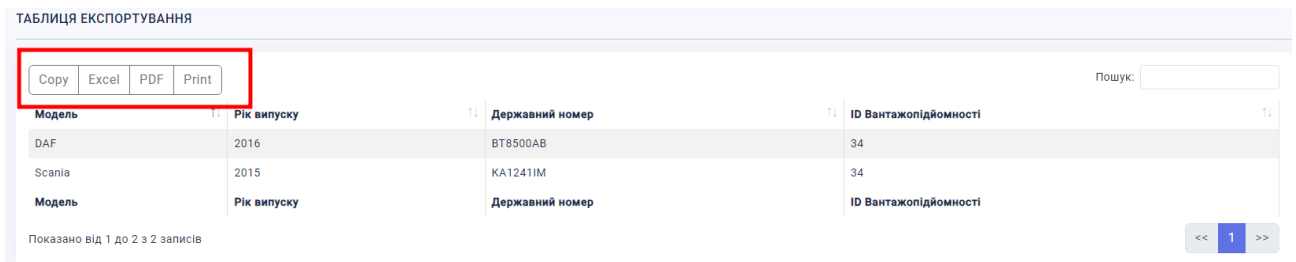 ТАБЛИЦЯ ЕКСПОРТУВАННЯ
Copy Excel PDF Print Пошук:
Модель Рік випуску Державний номер ID Вантажопідйомності
DAF 2016 BT8500AB 34
Scania 2015 KA1241IM 34
Модель Рік випуску Державний номер ID Вантажопідйомності
Показано від 1 до 2 з 2 записів << 1 >>